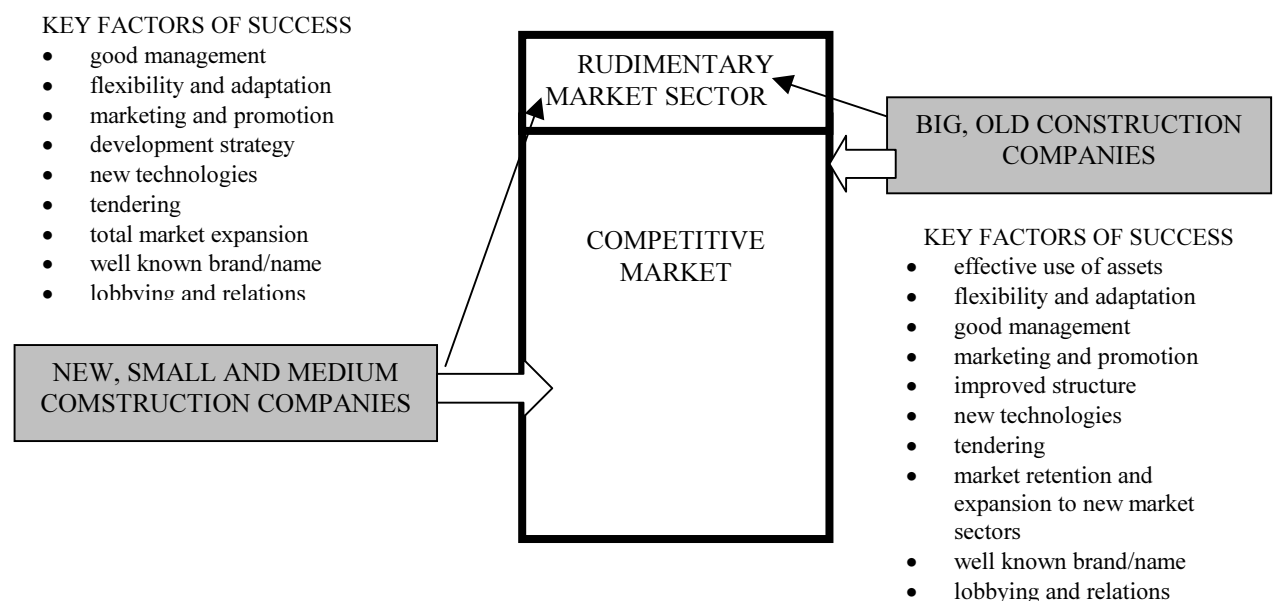 KEY FACTORS OF SUCCESS
• good management
• flexibility and adaptation
• marketing and promotion
• development strategy
• new technologies
• tendering
• total market expansion
• well known brand/name
• lobbying and relations
NEW, SMALL AND MEDIUM
COMSTRUCTION COMPANIES
RUDIMENTARY
MARKET SECTOR
COMPETITIVE
MARKET
BIG, OLD CONSTRUCTION
COMPANIES
KEY FACTORS OF SUCCESS
• effective use of assets
• flexibility and adaptation
• good management
• marketing and promotion
• improved structure
• new technologies
• tendering
• market retention and
expansion to new market
sectors
• well known brand/name
• lobbying and relations